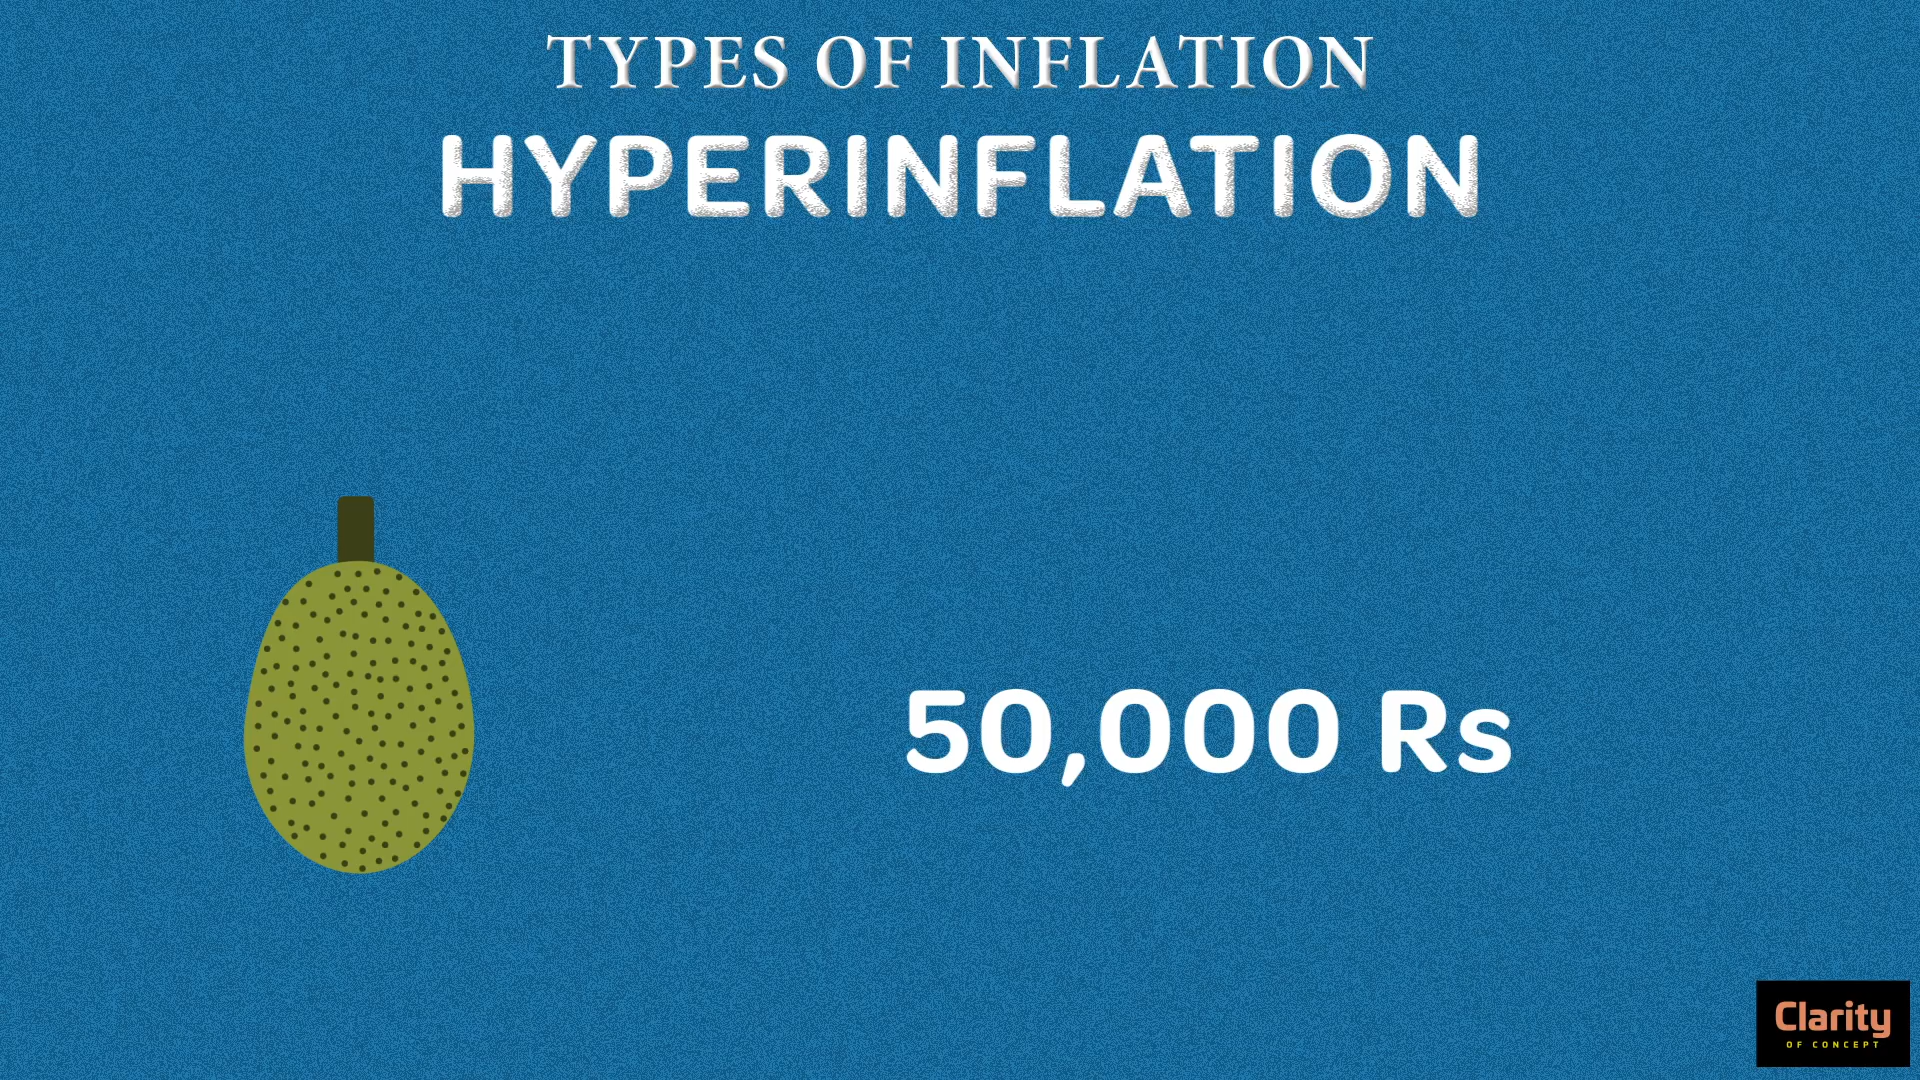 TYPES OF INFLATION
HYPERINFLATION
50,000 Rs
Clarity
OF CONCEPT